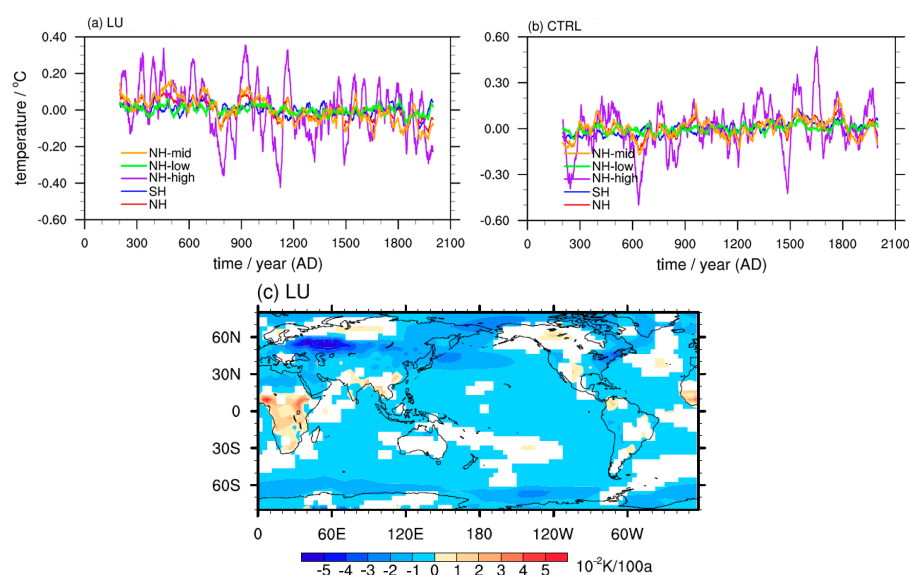 (a) LU
0.40
0.20
0.00
-0.20
-0.40
-0.60
temperature / °C
NH-mid
NH-low
NH-high
SH
NH
0 300 600 900 1200 1500 1800 2100
time / year (AD)
(b) CTRL
0.60
0.30
0.00
-0.30
-0.60
NH-mid
NH-low
NH-high
SH
NH
0 300 600 900 1200 1500 1800 2100
time / year (AD)
(c) LU
60N
30N
0
30S
60S
0 60E 120E 180 120W 60W
-5 -4 -3 -2 -1 0 1 2 3 4 5
10⁻²K/100a